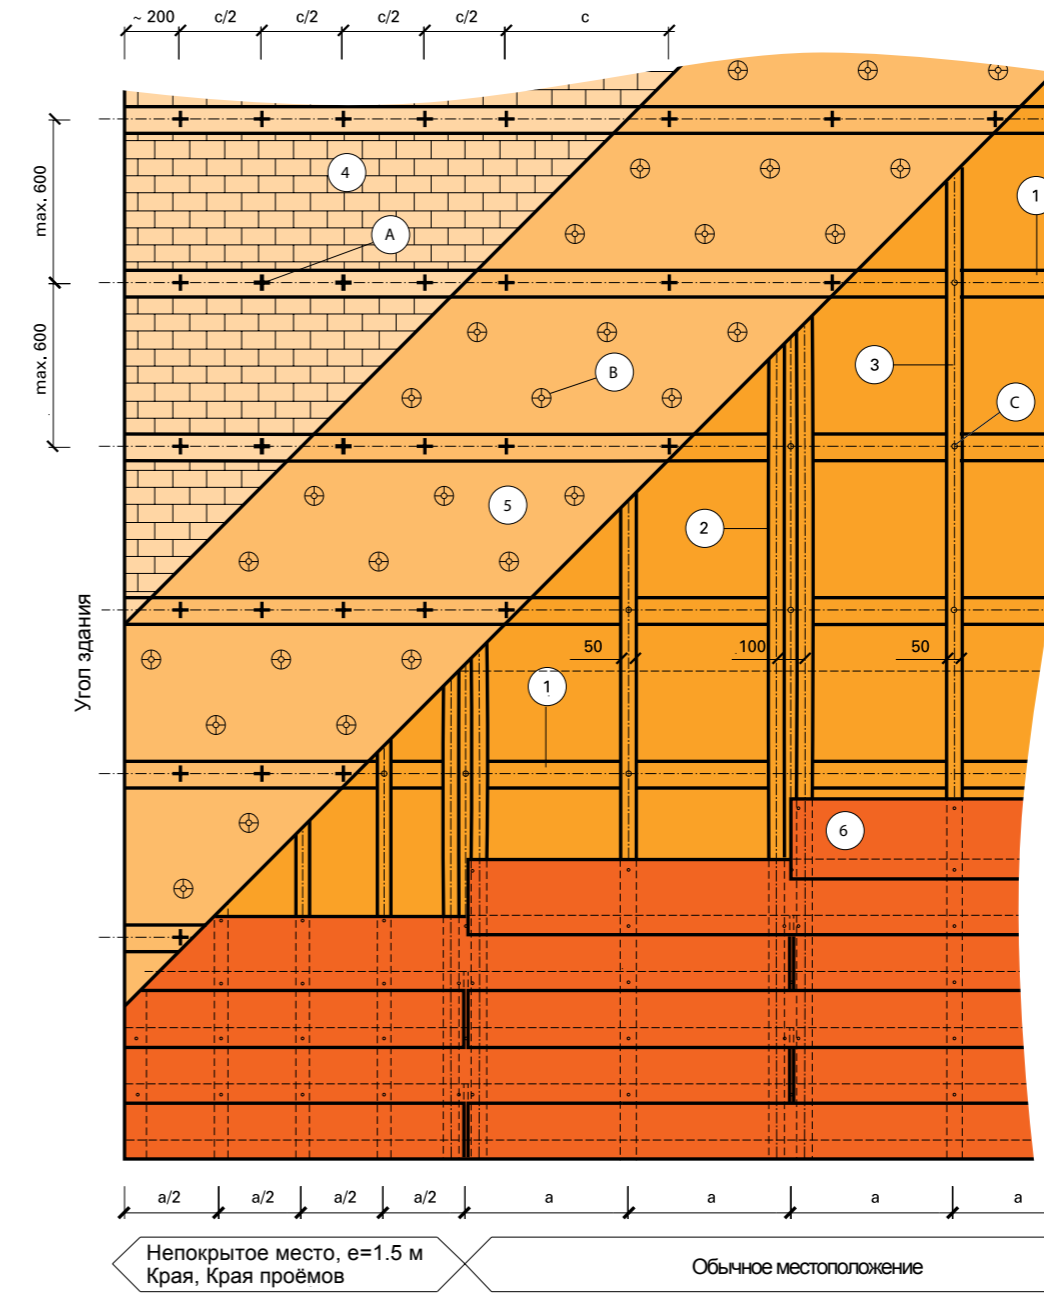 ~ 200 c/2 c/2 c/2 c/2 c
max. 600
4
1
A
max. 600
3
B
C
5
2
Угол здания
50 100 50
1
6
a/2 a/2 a/2 a/2 a a a a
Непокрытое место, e=1.5 м
Края, Края проёмов
Обычное местоположение